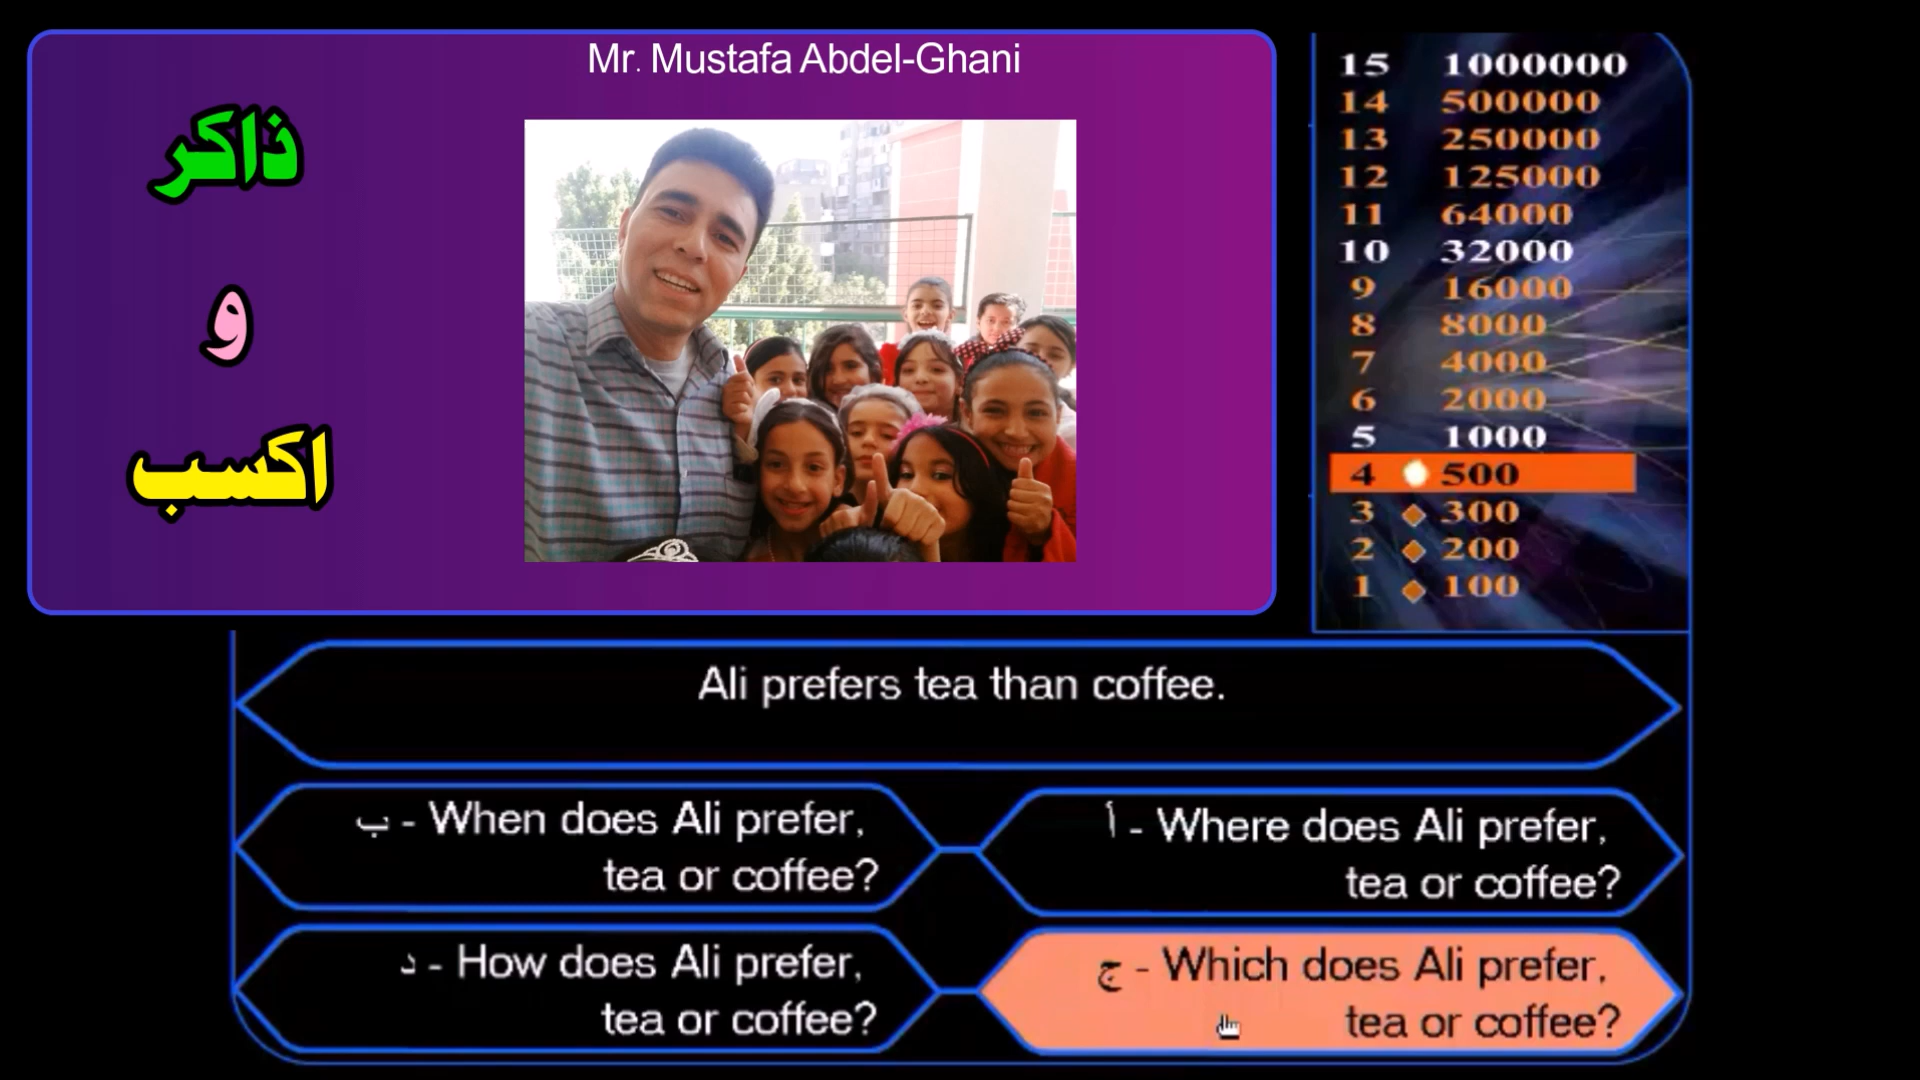 Mr. Mustafa Abdel-Ghani
ذاكر
و
اكسب
15 1000000
14 500000
13 250000
12 125000
11 64000
10 32000
9 16000
8 8000
7 4000
6 2000
5 1000
4 500
3 300
2 200
1 100
Ali prefers tea than coffee.
أ - Where does Ali prefer,
tea or coffee?
ب - When does Ali prefer,
tea or coffee?
ج - Which does Ali prefer,
tea or coffee?
د - How does Ali prefer,
tea or coffee?